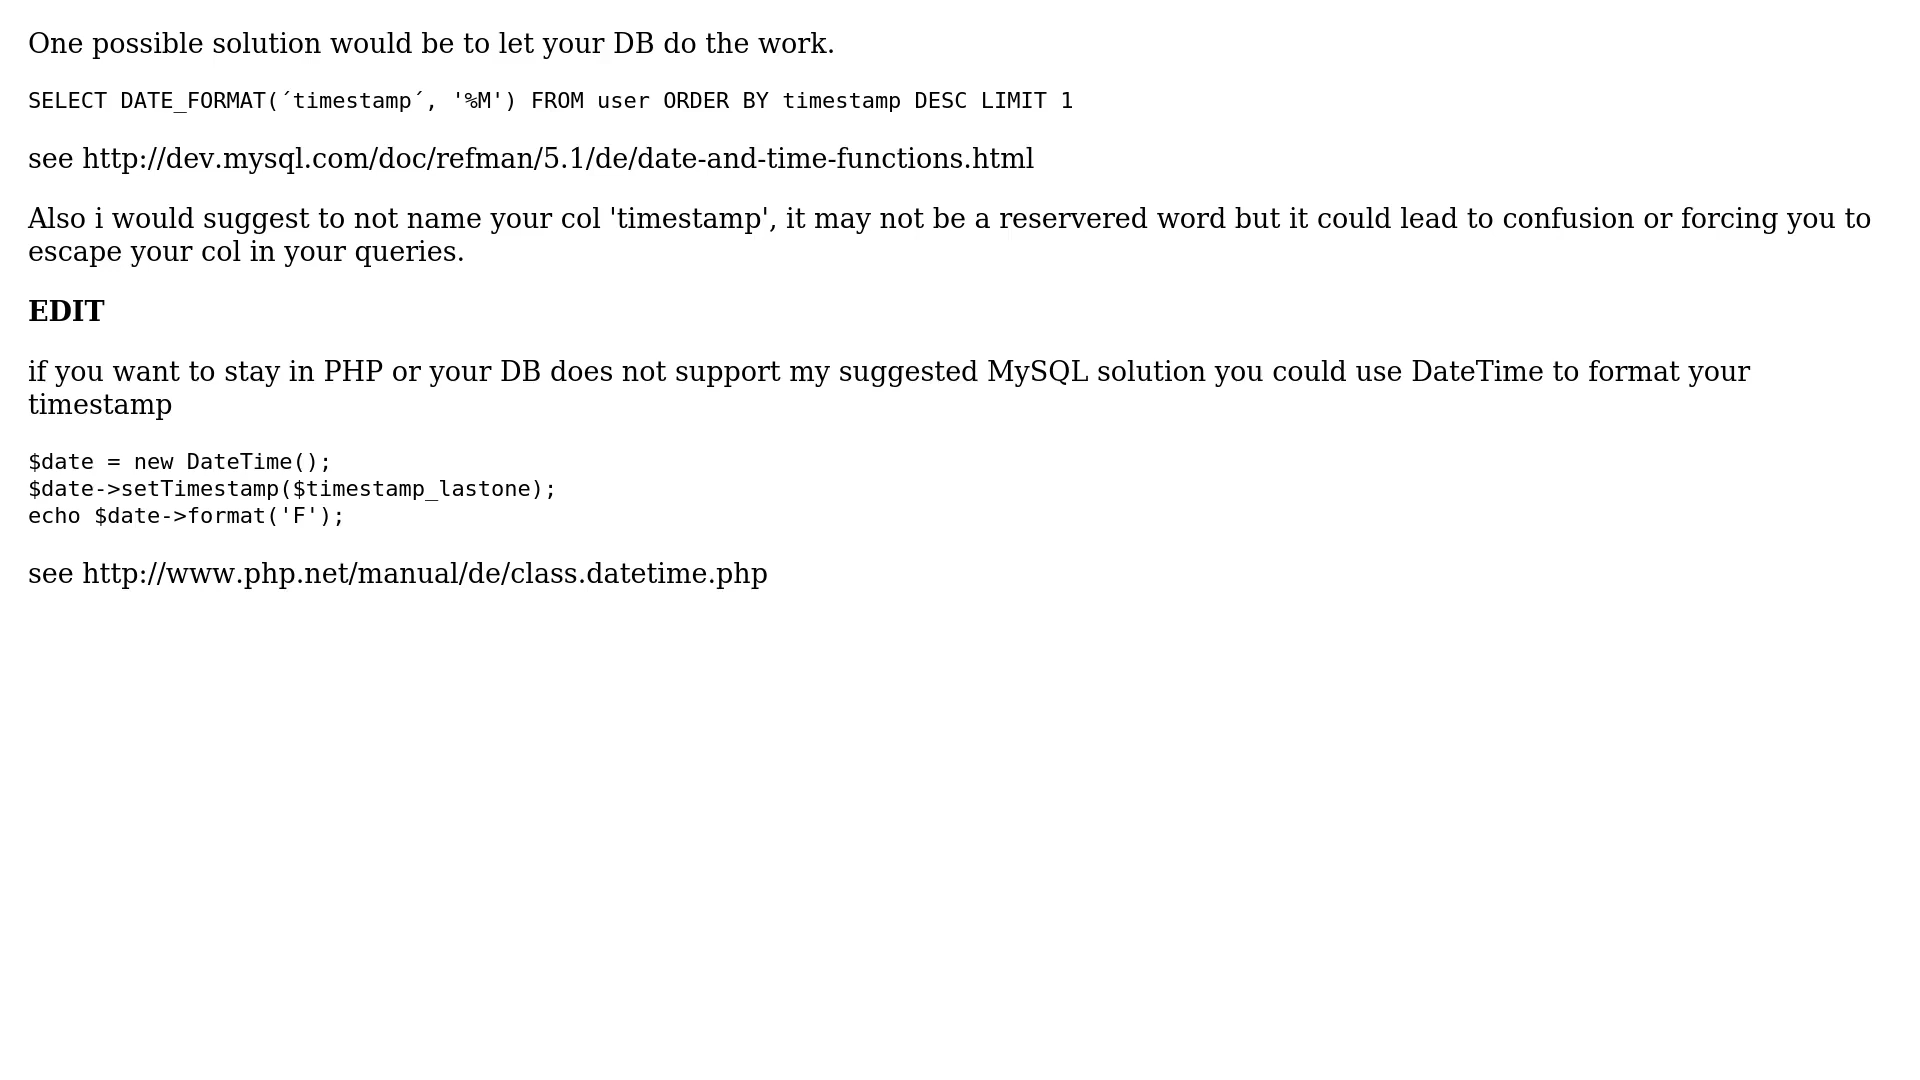 One possible solution would be to let your DB do the work.
SELECT DATE_FORMAT(´timestamp´, '%M') FROM user ORDER BY timestamp DESC LIMIT 1
see http://dev.mysql.com/doc/refman/5.1/de/date-and-time-functions.html
Also i would suggest to not name your col 'timestamp', it may not be a reservered word but it could lead to confusion or forcing you to
escape your col in your queries.
EDIT
if you want to stay in PHP or your DB does not support my suggested MySQL solution you could use DateTime to format your
timestamp
$date = new DateTime();
$date->setTimestamp($timestamp_lastone);
echo $date->format('F');
see http://www.php.net/manual/de/class.datetime.php